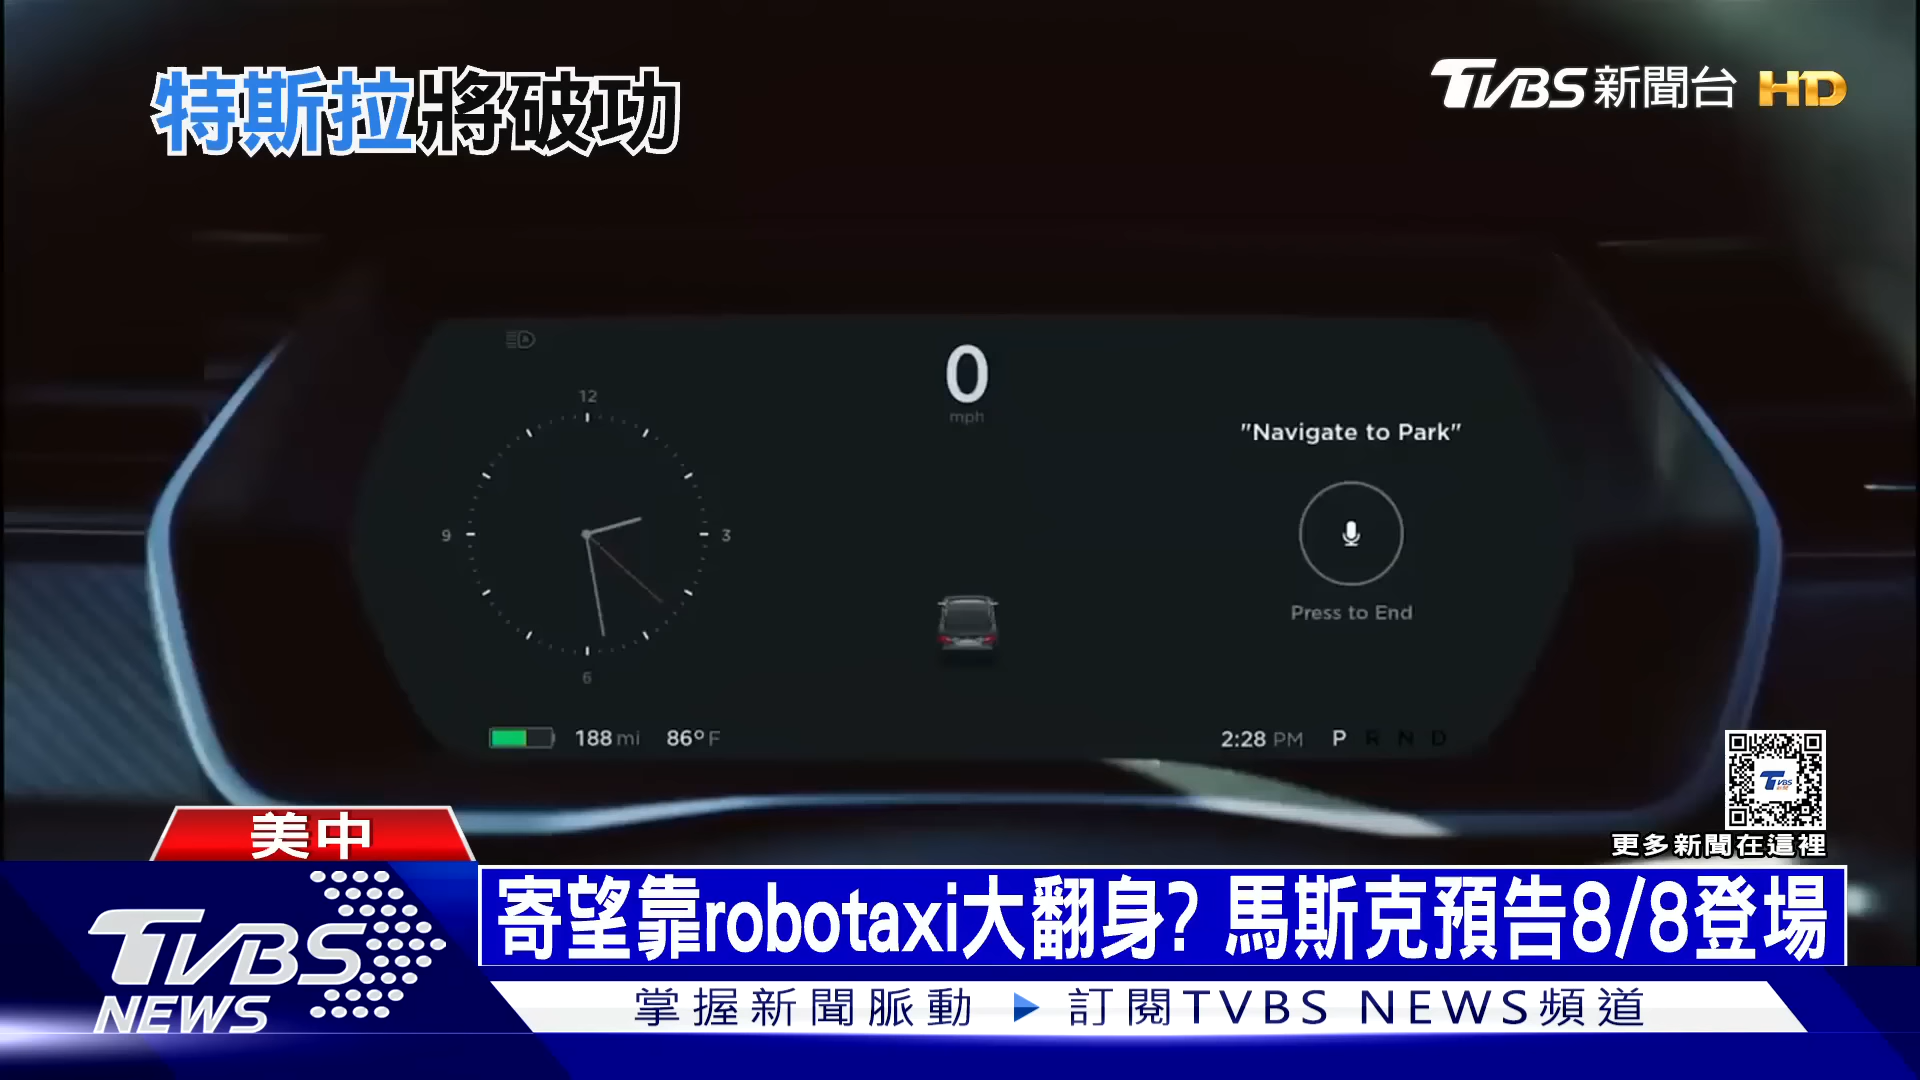 特斯拉將破功
TVBS新聞台 HD
0
mph
12
"Navigate to Park"
9
3
Press to End
6
188 mi 86°F
2:28 PM P R N D
TVBS
新聞
更多新聞在這裡
美中
寄望靠robotaxi大翻身? 馬斯克預告8/8登場
TVBS
NEWS
掌握新聞脈動 ▶ 訂閱TVBS NEWS頻道